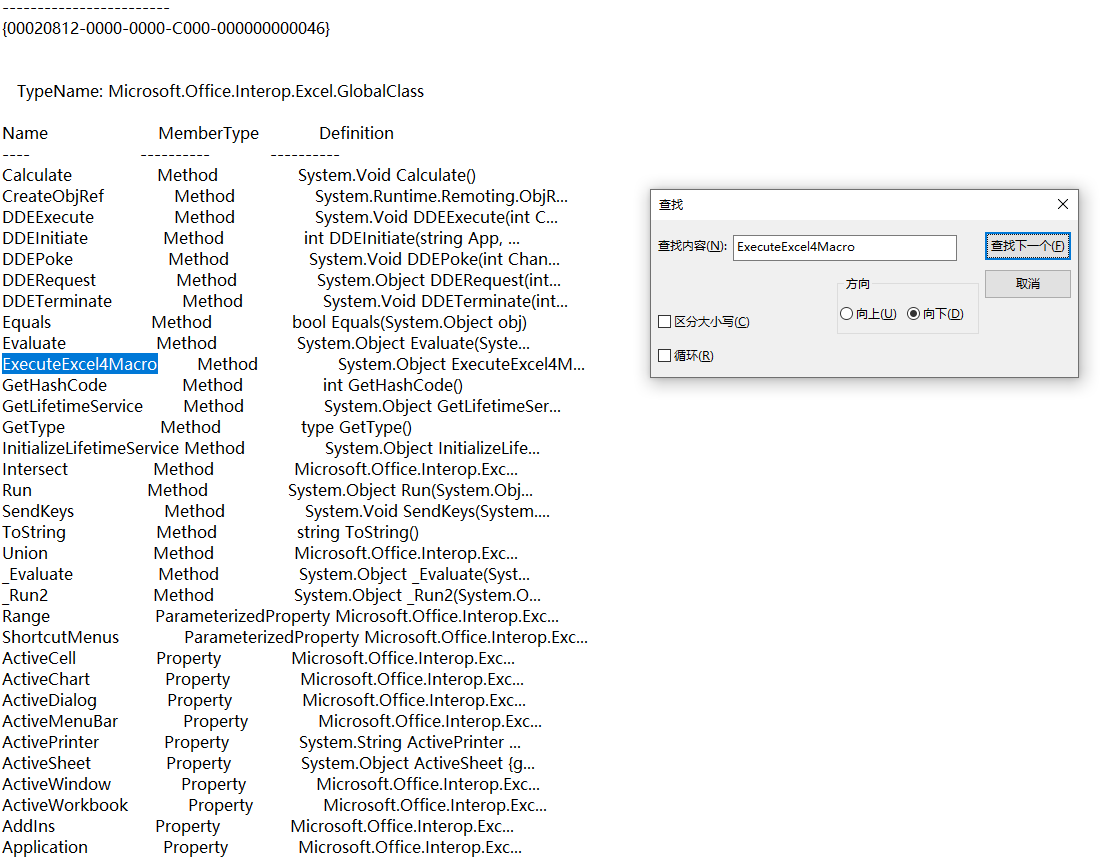 ------------------------
{00020812-0000-0000-C000-000000000046}
TypeName: Microsoft.Office.Interop.Excel.GlobalClass
Name MemberType Definition
---- ---------- ----------
Calculate Method System.Void Calculate()
CreateObjRef Method System.Runtime.Remoting.ObjR...
DDEExecute Method System.Void DDEExecute(int C...
DDEInitiate Method int DDEInitiate(string App, ...
DDEPoke Method System.Void DDEPoke(int Chan...
DDERequest Method System.Object DDERequest(int...
DDETerminate Method System.Void DDETerminate(int...
Equals Method bool Equals(System.Object obj)
Evaluate Method System.Object Evaluate(Syste...
ExecuteExcel4Macro Method System.Object ExecuteExcel4M...
GetHashCode Method int GetHashCode()
GetLifetimeService Method System.Object GetLifetimeSer...
GetType Method type GetType()
InitializeLifetimeService Method System.Object InitializeLife...
Intersect Method Microsoft.Office.Interop.Exc...
Run Method System.Object Run(System.Obj...
SendKeys Method System.Void SendKeys(System....
ToString Method string ToString()
Union Method Microsoft.Office.Interop.Exc...
_Evaluate Method System.Object _Evaluate(Syst...
_Run2 Method System.Object _Run2(System.O...
Range ParameterizedProperty Microsoft.Office.Interop.Exc...
ShortcutMenus ParameterizedProperty Microsoft.Office.Interop.Exc...
ActiveCell Property Microsoft.Office.Interop.Exc...
ActiveChart Property Microsoft.Office.Interop.Exc...
ActiveDialog Property Microsoft.Office.Interop.Exc...
ActiveMenuBar Property Microsoft.Office.Interop.Exc...
ActivePrinter Property System.String ActivePrinter ...
ActiveSheet Property System.Object ActiveSheet {g...
ActiveWindow Property Microsoft.Office.Interop.Exc...
ActiveWorkbook Property Microsoft.Office.Interop.Exc...
AddIns Property Microsoft.Office.Interop.Exc...
Application Property Microsoft.Office.Interop.Exc...
查找
查找内容(N): ExecuteExcel4Macro 查找下一个(F)
取消
方向
向上(U) 向下(D)
区分大小写(C)
循环(R)